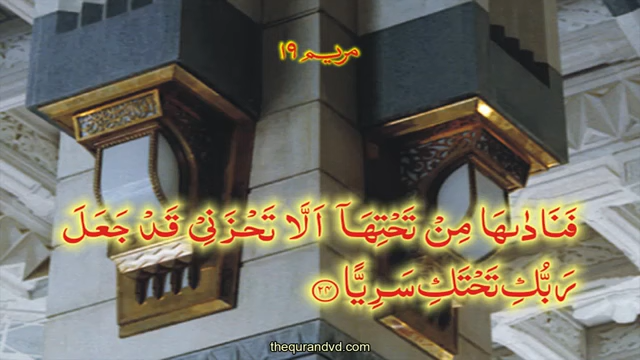 مريم ١٩
فَنَادٰىهَا مِنْ تَحْتِهَآ اَلَّا تَحْزَنِيْ قَدْ جَعَلَ
رَبُّكِ تَحْتَكِ سَرِيًّا ۝٢٤
thequrandvd.com